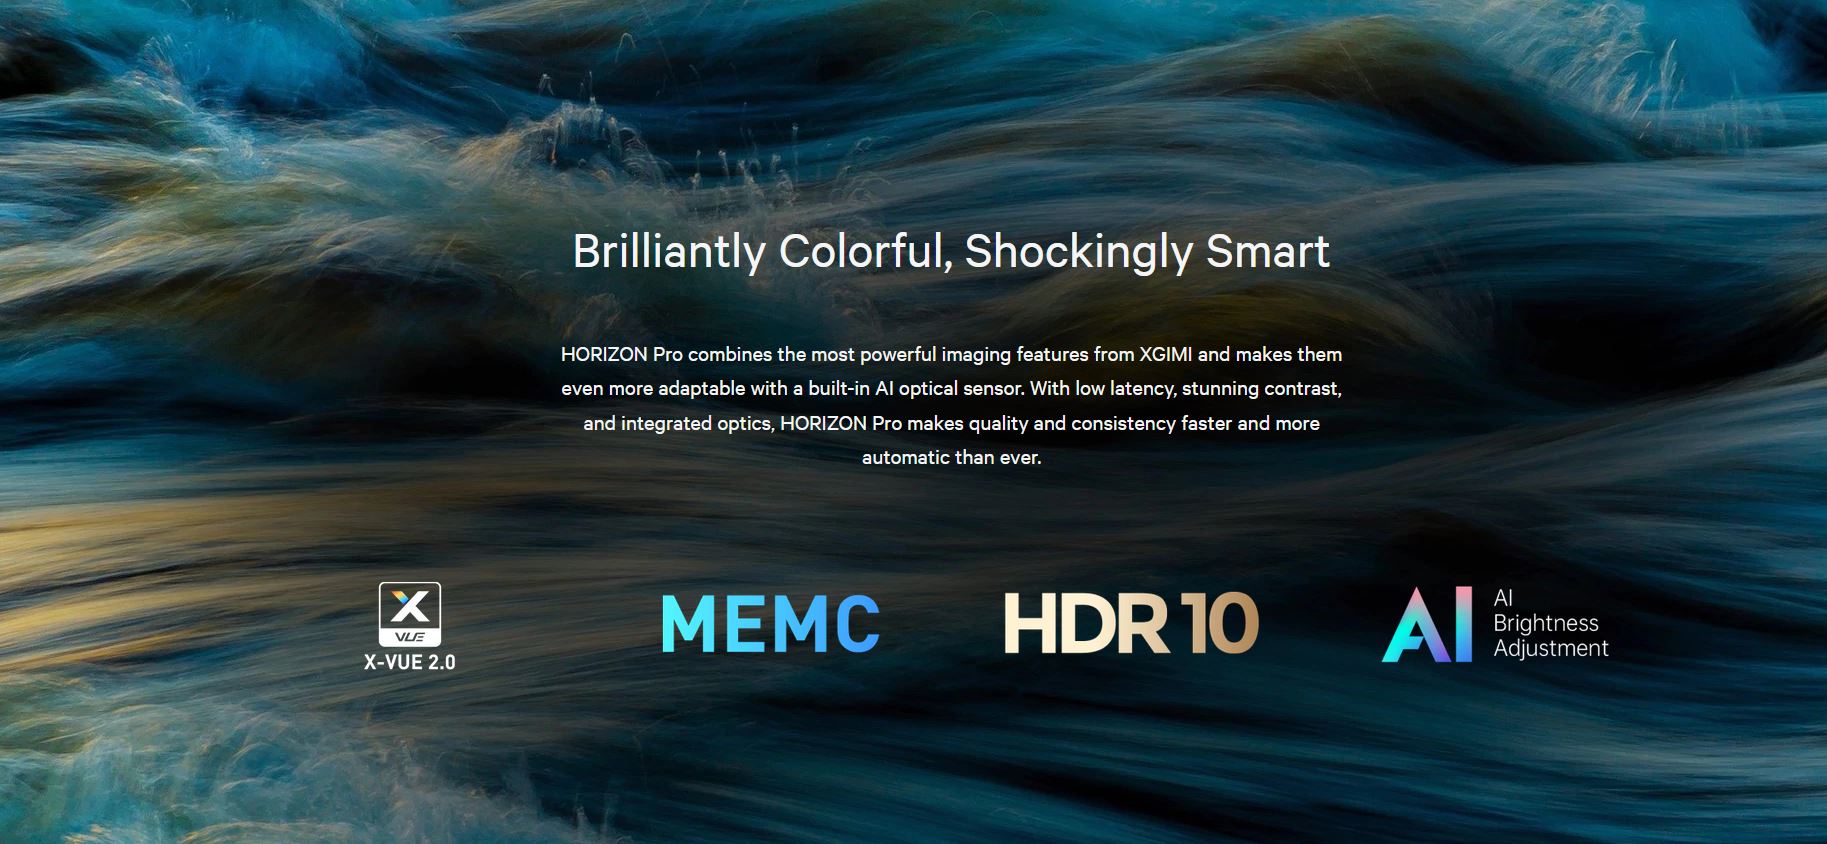 Brilliantly Colorful, Shockingly Smart
HORIZON Pro combines the most powerful imaging features from XGIMI and makes them
even more adaptable with a built-in AI optical sensor. With low latency, stunning contrast,
and integrated optics, HORIZON Pro makes quality and consistency faster and more
automatic than ever.
X
VUE
X-VUE 2.0
MEMC
HDR10
AI
AI
Brightness
Adjustment